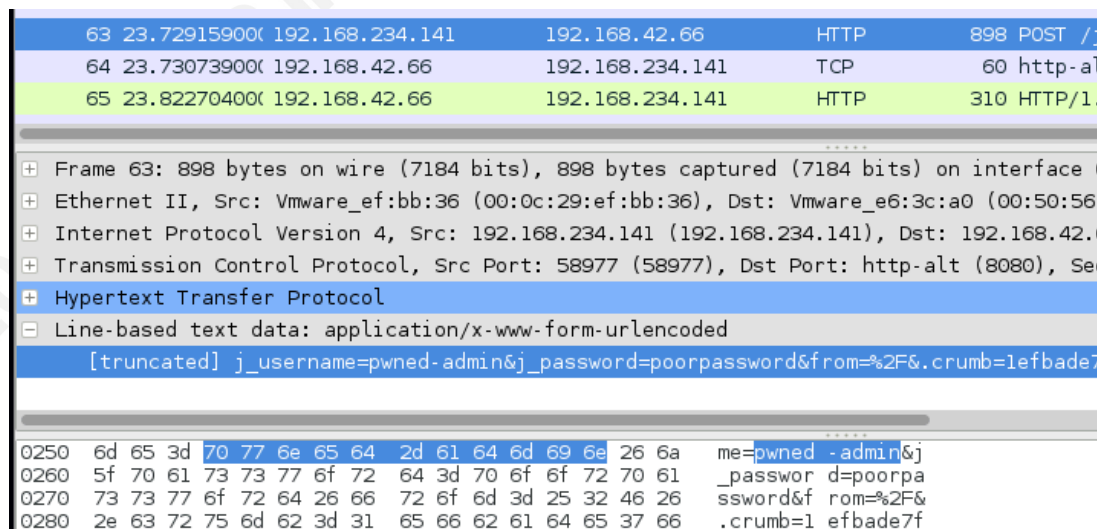 63 23.729159000( 192.168.234.141 192.168.42.66 HTTP 898 POST /j
64 23.730739000( 192.168.42.66 192.168.234.141 TCP 60 http-al
65 23.822704000( 192.168.42.66 192.168.234.141 HTTP 310 HTTP/1.
Frame 63: 898 bytes on wire (7184 bits), 898 bytes captured (7184 bits) on interface
Ethernet II, Src: Vmware_ef:bb:36 (00:0c:29:ef:bb:36), Dst: Vmware_e6:3c:a0 (00:50:56
Internet Protocol Version 4, Src: 192.168.234.141 (192.168.234.141), Dst: 192.168.42.
Transmission Control Protocol, Src Port: 58977 (58977), Dst Port: http-alt (8080), Se
Hypertext Transfer Protocol
Line-based text data: application/x-www-form-urlencoded
[truncated] j_username=pwned-admin&j_password=poorpassword&from=%2F&.crumb=1efbade7
0250 6d 65 3d 70 77 6e 65 64 2d 61 64 6d 69 6e 26 6a me=pwned -admin&j
0260 5f 70 61 73 73 77 6f 72 64 3d 70 6f 6f 72 70 61 _passwor d=poorpa
0270 73 73 77 6f 72 64 26 66 72 6f 6d 3d 25 32 46 26 ssword&f rom=%2F&
0280 2e 63 72 75 6d 62 3d 31 65 66 62 61 64 65 37 66 .crumb=1 efbade7f